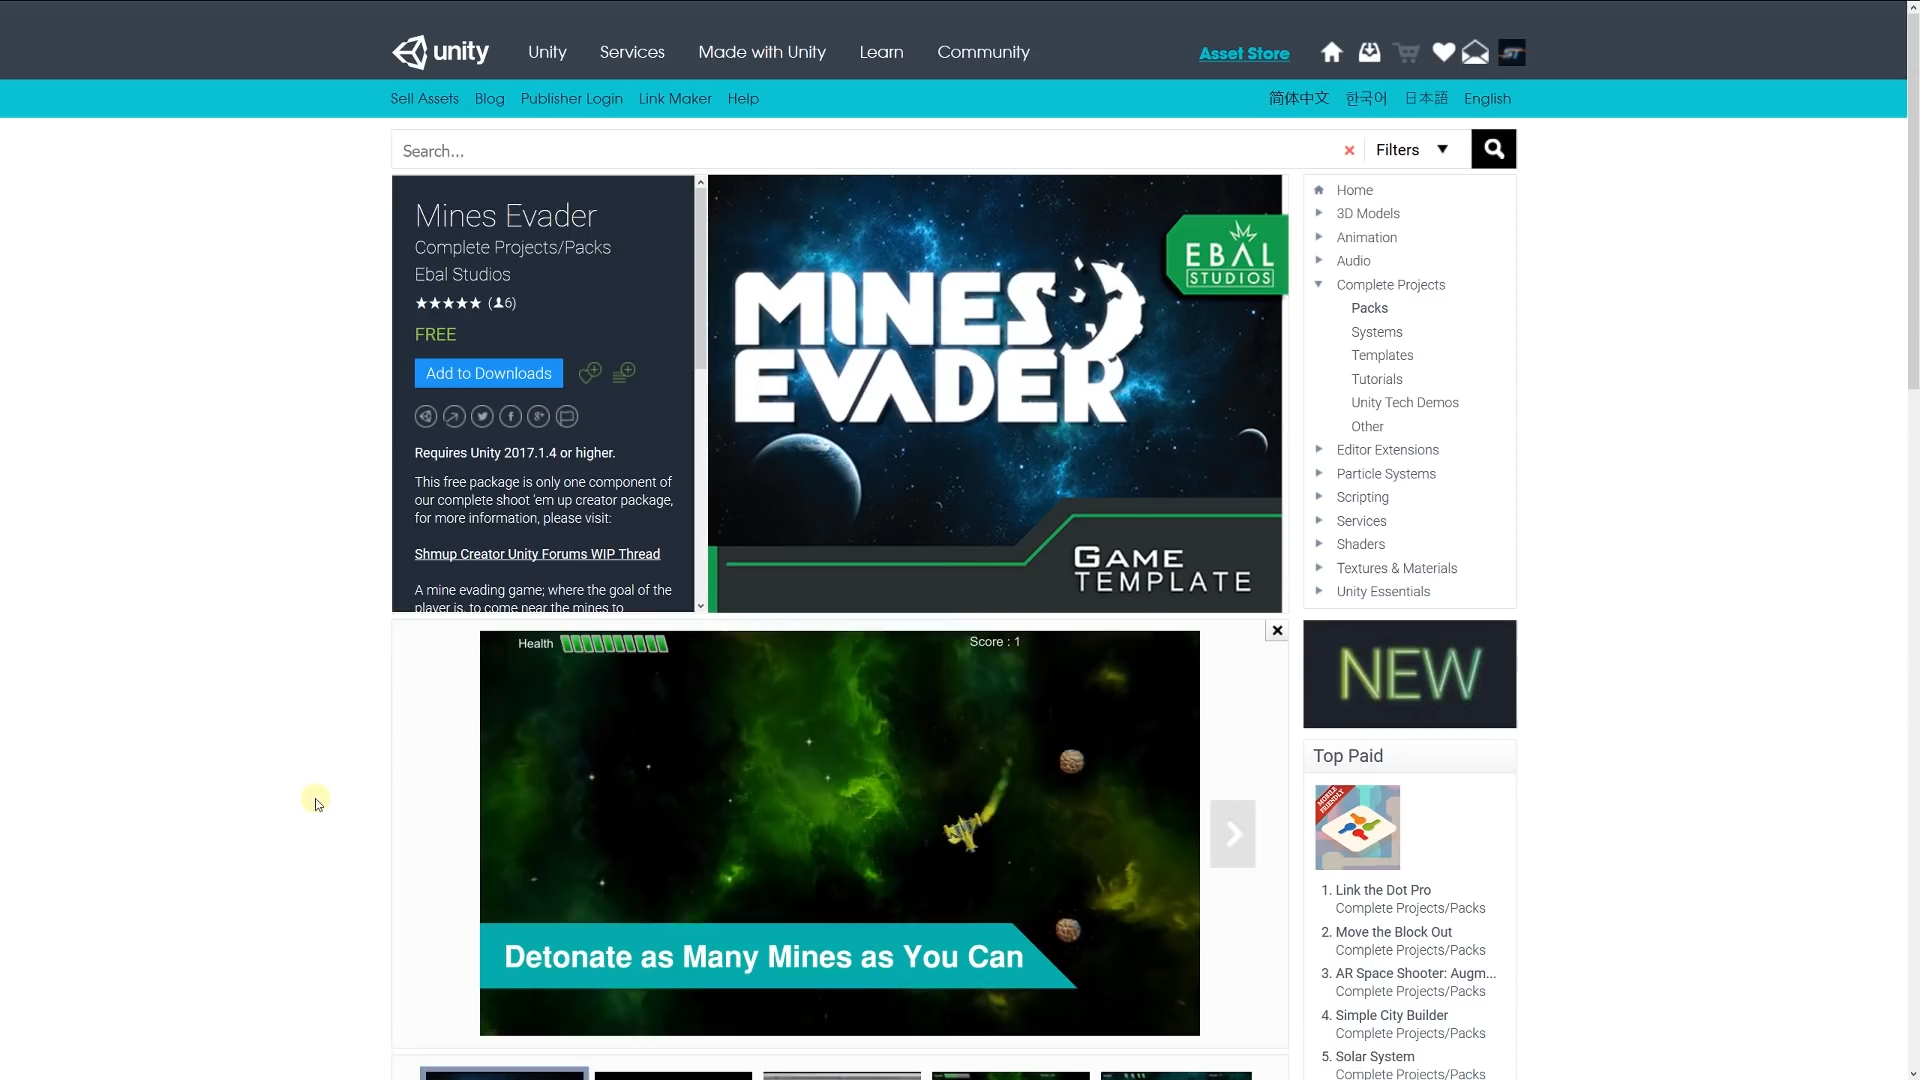 unity
Unity Services Made with Unity Learn Community
Asset Store
ST
Sell Assets Blog Publisher Login Link Maker Help
简体中文 한국어 日本語 English
Search...
Filters
Mines Evader
Complete Projects/Packs
Ebal Studios
★★★★★ (6)
FREE
Add to Downloads
Requires Unity 2017.1.4 or higher.
This free package is only one component of
our complete shoot 'em up creator package,
for more information, please visit:
Shmup Creator Unity Forums WIP Thread
A mine evading game; where the goal of the
player is, to come near the mines to
EBAL
STUDIOS
MINES
EVADER
GAME
TEMPLATE
Home
3D Models
Animation
Audio
Complete Projects
Packs
Systems
Templates
Tutorials
Unity Tech Demos
Other
Editor Extensions
Particle Systems
Scripting
Services
Shaders
Textures & Materials
Unity Essentials
Health
Score : 1
Detonate as Many Mines as You Can
NEW
Top Paid
MOBILE
FRIENDLY
1. Link the Dot Pro
Complete Projects/Packs
2. Move the Block Out
Complete Projects/Packs
3. AR Space Shooter: Augm...
Complete Projects/Packs
4. Simple City Builder
Complete Projects/Packs
5. Solar System
Complete Projects/Packs